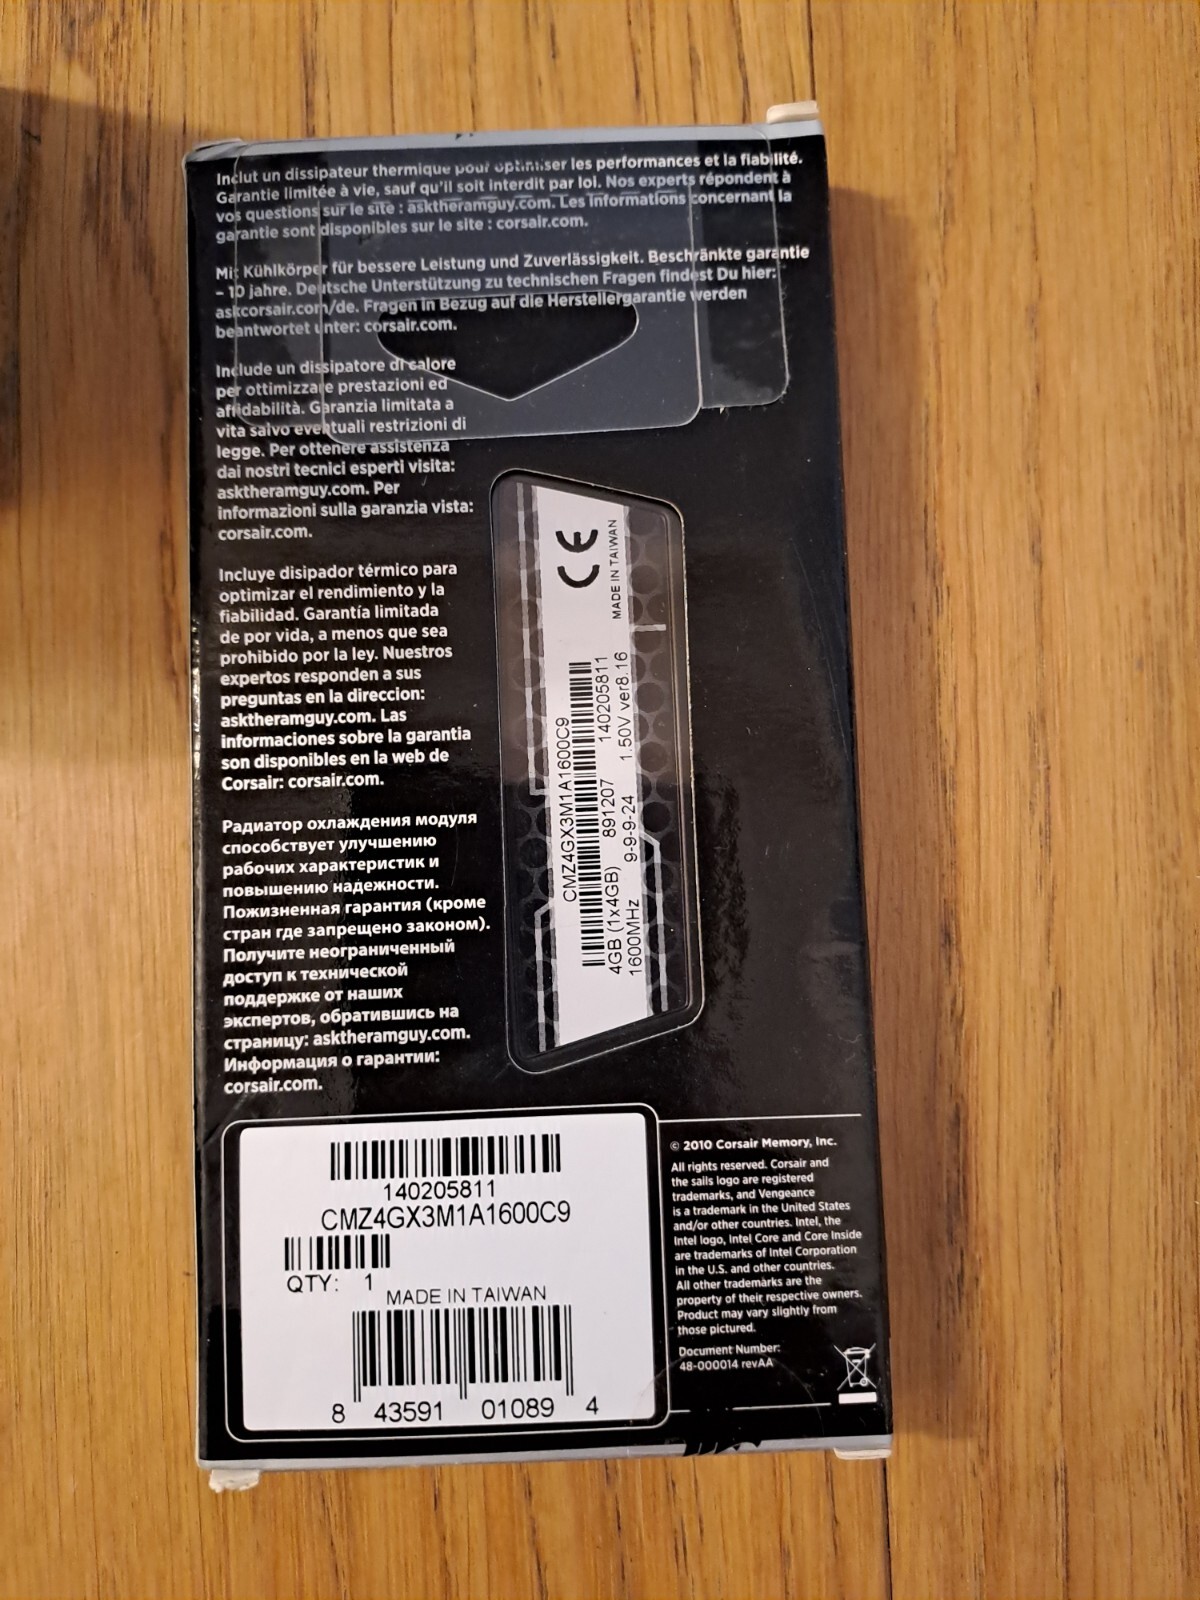 Inclut un dissipateur thermique pour optimiser les performances et la fiabilité.
Garantie limitée à vie, sauf qu'il soit interdit par loi. Nos experts répondent à
vos questions sur le site : asktheramguy.com. Les informations concernant la
garantie sont disponibles sur le site : corsair.com.
Mit Kühlkörper für bessere Leistung und Zuverlässigkeit. Beschränkte garantie
– 10 jahre. Deutsche Unterstützung zu technischen Fragen findest Du hier:
askcorsair.com/de. Fragen in Bezug auf die Herstellergarantie werden
beantwortet unter: corsair.com.
Include un dissipatore di calore
per ottimizzare prestazioni ed
affidabilità. Garanzia limitata a
vita salvo eventuali restrizioni di
legge. Per ottenere assistenza
dai nostri tecnici esperti visita:
asktheramguy.com. Per
informazioni sulla garanzia vista:
corsair.com.
Incluye disipador térmico para
optimizar el rendimiento y la
fiabilidad. Garantía limitada
de por vida, a menos que sea
prohibido por la ley. Nuestros
expertos responden a sus
preguntas en la direccion:
asktheramguy.com. Las
informaciones sobre la garantia
son disponibles en la web de
Corsair: corsair.com.
Радиатор охлаждения модуля
способствует улучшению
рабочих характеристик и
повышению надежности.
Пожизненная гарантия (кроме
стран где запрещено законом).
Получите неограниченный
доступ к технической
поддержке от наших
экспертов, обратившись на
страницу: asktheramguy.com.
Информация о гарантии:
corsair.com.
CMZ4GX3M1A1600C9
4GB (1x4GB) 891207 140205811
1600MHz 9-9-9-24 1.50V ver8.16
CE
MADE IN TAIWAN
140205811
CMZ4GX3M1A1600C9
QTY: 1
MADE IN TAIWAN
8 43591 01089 4
© 2010 Corsair Memory, Inc.
All rights reserved. Corsair and
the sails logo are registered
trademarks, and Vengeance
is a trademark in the United States
and/or other countries. Intel, the
Intel logo, Intel Core and Core Inside
are trademarks of Intel Corporation
in the U.S. and other countries.
All other trademarks are the
property of their respective owners.
Product may vary slightly from
those pictured.
Document Number:
48-000014 revAA